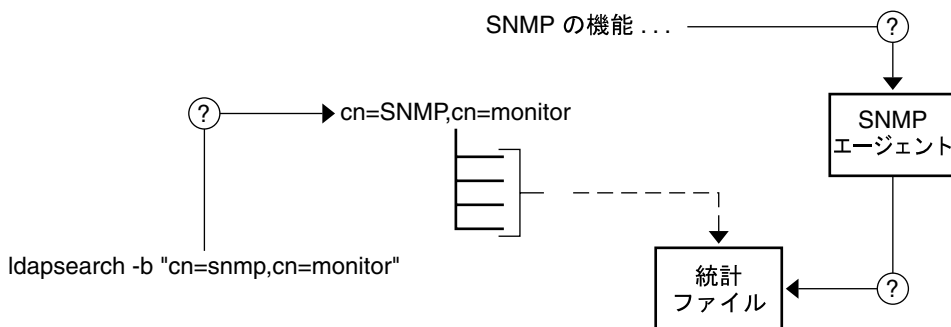 SNMP の機能 . . .
?
?
cn=SNMP,cn=monitor
SNMP
エージェント
ldapsearch -b "cn=snmp,cn=monitor"
統計
ファイル
?